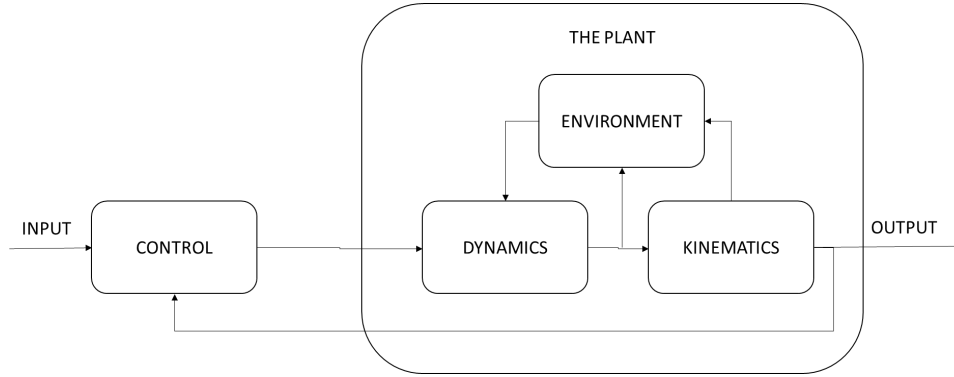 THE PLANT
ENVIRONMENT
INPUT
CONTROL
DYNAMICS
KINEMATICS
OUTPUT